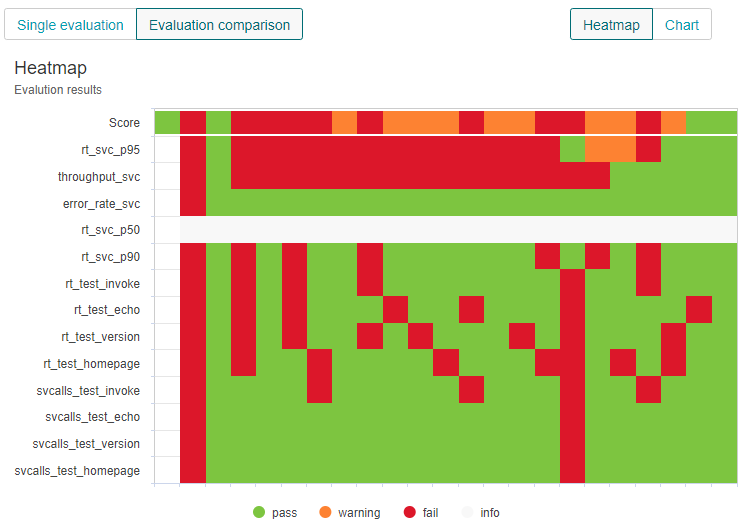 Single evaluation
Evaluation comparison
Heatmap
Chart
Heatmap
Evalution results
Score
rt_svc_p95
throughput_svc
error_rate_svc
rt_svc_p50
rt_svc_p90
rt_test_invoke
rt_test_echo
rt_test_version
rt_test_homepage
svcalls_test_invoke
svcalls_test_echo
svcalls_test_version
svcalls_test_homepage
pass
warning
fail
info